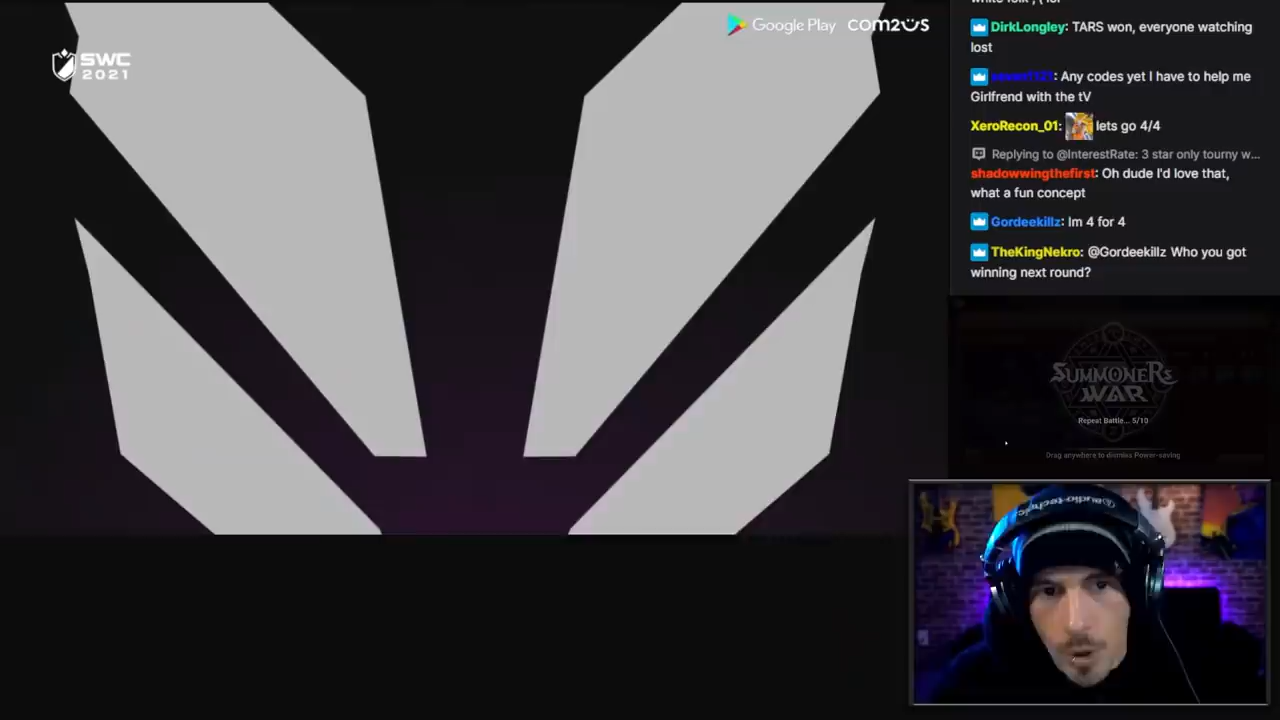 SWC
2021
Google Play com2us
DirkLongley: TARS won, everyone watching
lost
: Any codes yet I have to help me
Girlfrend with the tV
XeroRecon_01: lets go 4/4
Replying to @InterestRate: 3 star only tourny w...
shadowwingthefirst: Oh dude I'd love that,
what a fun concept
Gordeekillz: Im 4 for 4
TheKingNekro: @Gordeekillz Who you got
winning next round?
SUMMONERS
WAR
Repeat Battle... 5/10
Drag anywhere to dismiss Power-saving
audio-technica